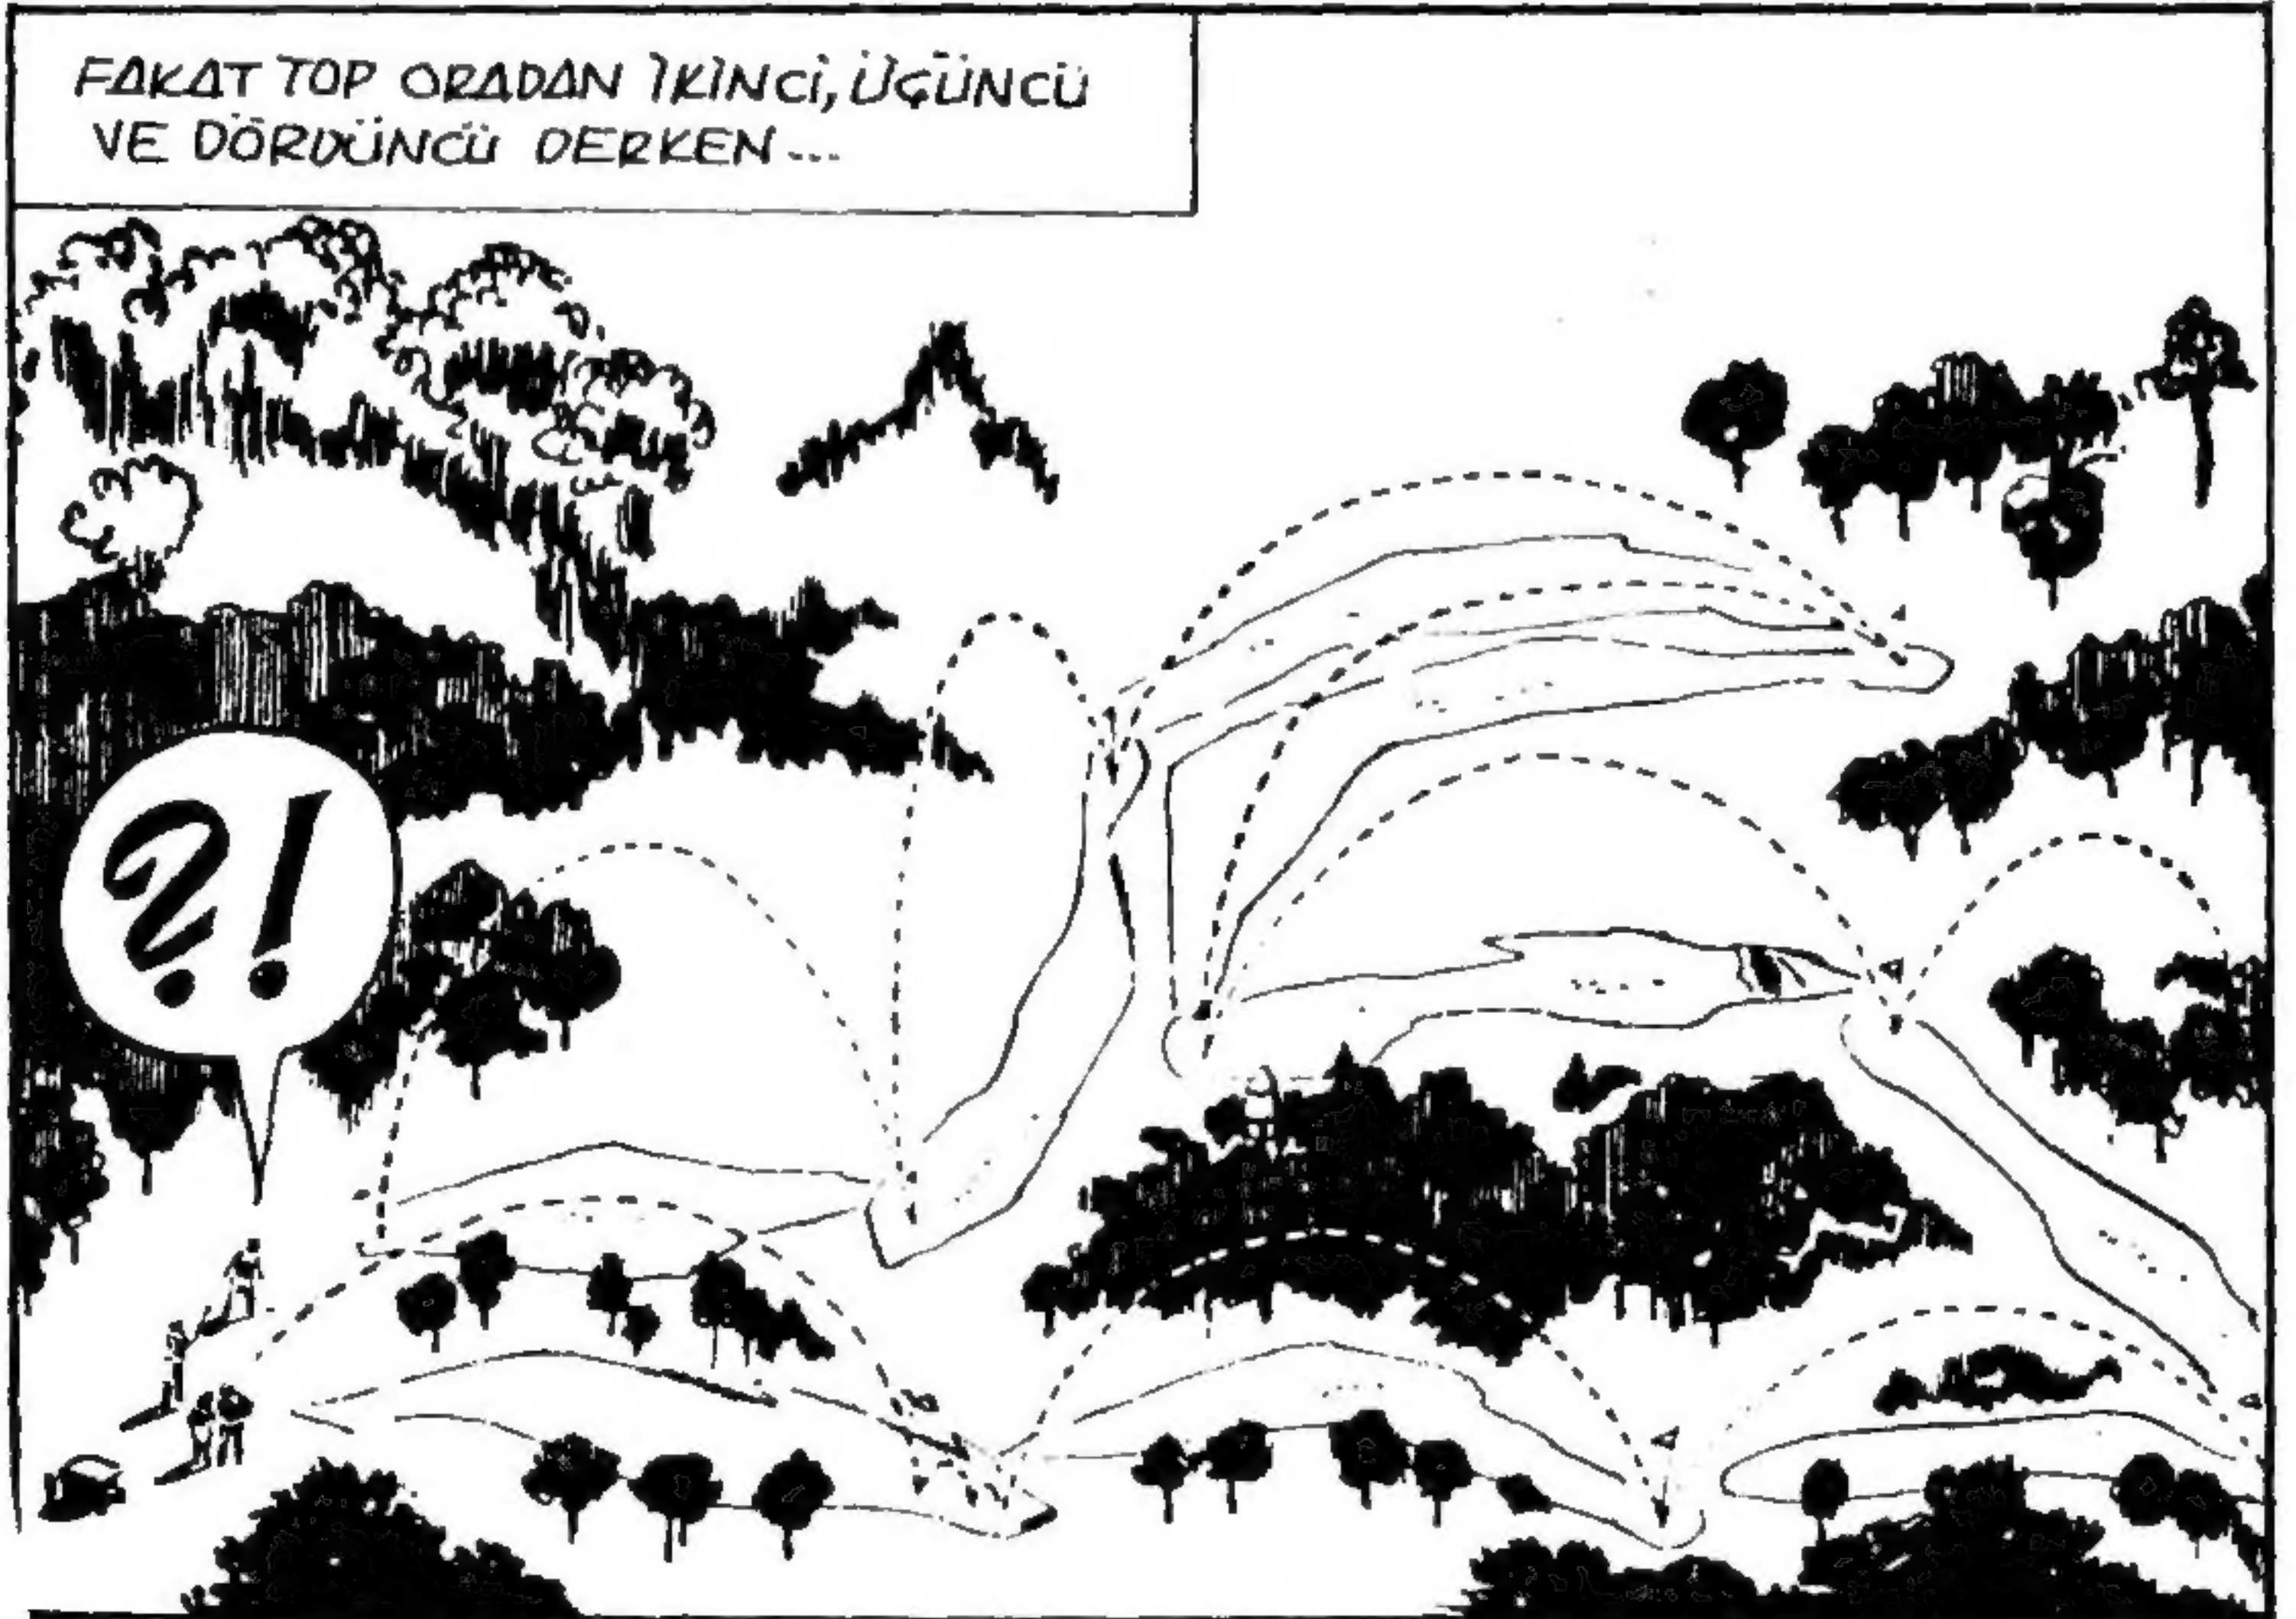 FAKAT TOP ORADAN İKİNCİ, ÜÇÜNCÜ
VE DÖRDÜNCÜ DERKEN...
?!